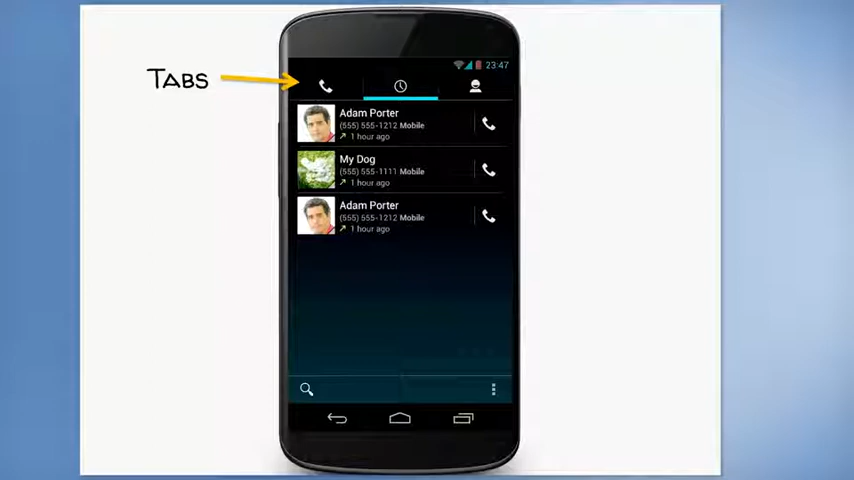 23:47
TABS
Adam Porter
(555) 555-1212 Mobile
1 hour ago
My Dog
(555) 555-1111 Mobile
1 hour ago
Adam Porter
(555) 555-1212 Mobile
1 hour ago